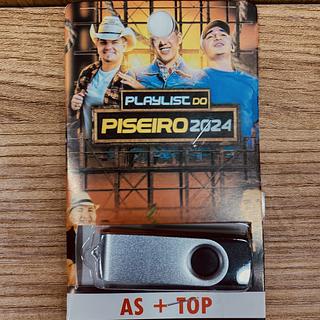 PLAYLIST DO
PISEIRO 2024
AS + TOP